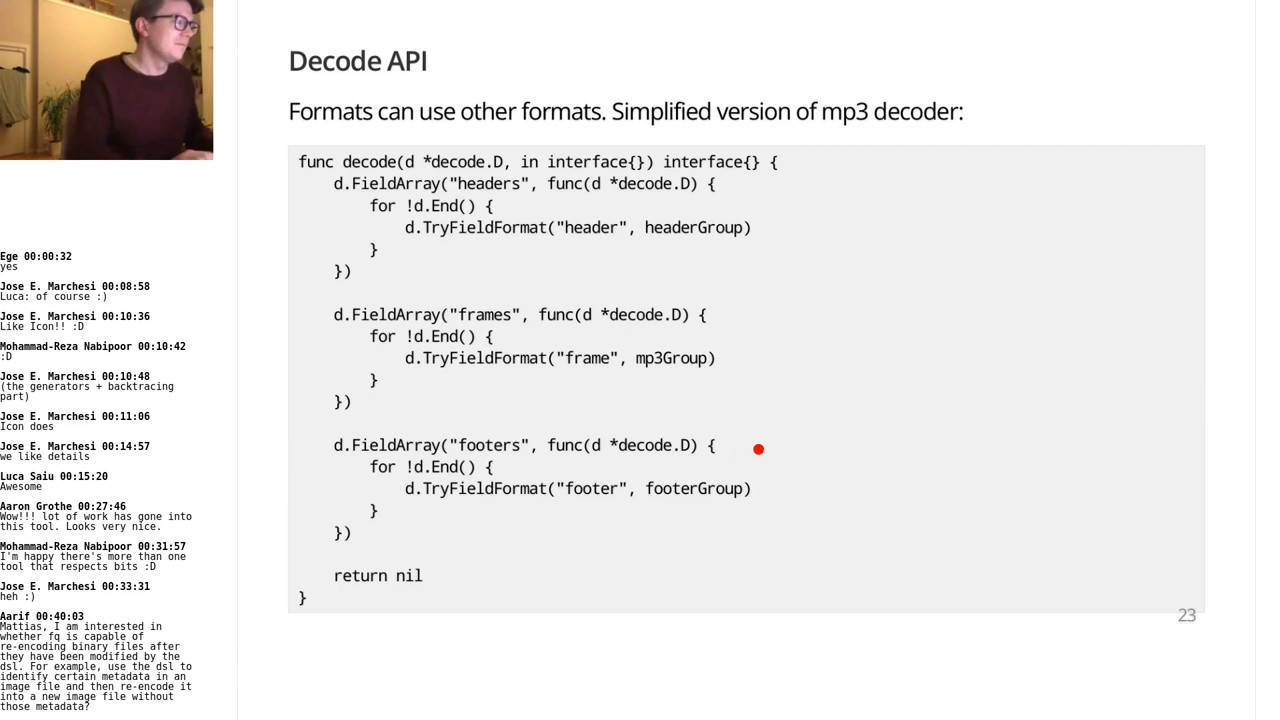 Ege 00:00:32
yes
Jose E. Marchesi 00:08:58
Luca: of course :)
Jose E. Marchesi 00:10:36
Like Icon!! :D
Mohammad-Reza Nabipoor 00:10:42
:D
Jose E. Marchesi 00:10:48
(the generators + backtracing
part)
Jose E. Marchesi 00:11:06
Icon does
Jose E. Marchesi 00:14:57
we like details
Luca Saiu 00:15:20
Awesome
Aaron Grothe 00:27:46
Wow!!! lot of work has gone into
this tool. Looks very nice.
Mohammad-Reza Nabipoor 00:31:57
I'm happy there's more than one
tool that respects bits :D
Jose E. Marchesi 00:33:31
heh :)
Aarif 00:40:03
Mattias, I am interested in
whether fq is capable of
re-encoding binary files after
they have been modified by the
dsl. For example, use the dsl to
identify certain metadata in an
image file and then re-encode it
into a new image file without
those metadata?
Decode API
Formats can use other formats. Simplified version of mp3 decoder:
func decode(d *decode.D, in interface{}) interface{} {
    d.FieldArray("headers", func(d *decode.D) {
        for !d.End() {
            d.TryFieldFormat("header", headerGroup)
        }
    })
    d.FieldArray("frames", func(d *decode.D) {
        for !d.End() {
            d.TryFieldFormat("frame", mp3Group)
        }
    })
    d.FieldArray("footers", func(d *decode.D) {
        for !d.End() {
            d.TryFieldFormat("footer", footerGroup)
        }
    })
    return nil
}
23